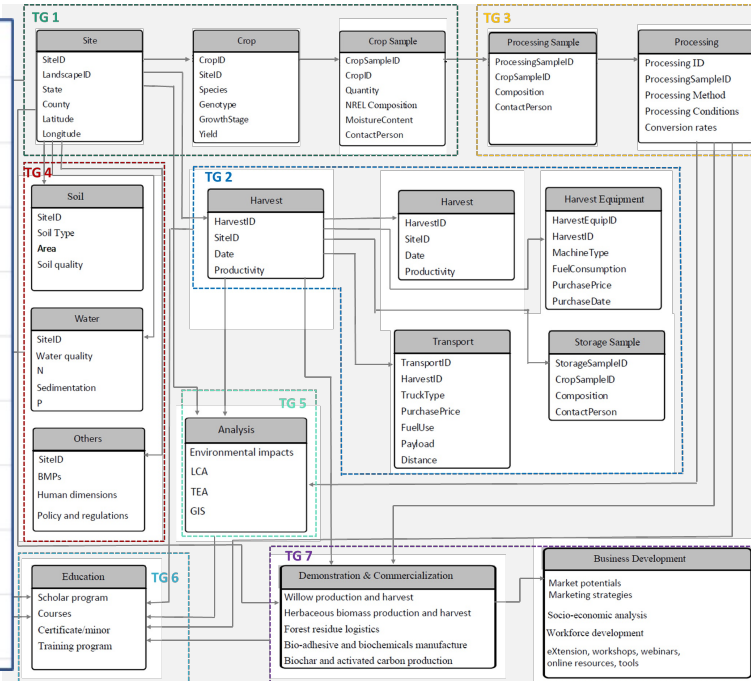 TG 1
Site
SiteID
LandscapeID
State
County
Latitude
Longitude
Crop
CropID
SiteID
Species
Genotype
GrowthStage
Yield
Crop Sample
CropSampleID
CropID
Quantity
NREL Composition
MoistureContent
ContactPerson
TG 3
Processing Sample
ProcessingSampleID
CropSampleID
Composition
ContactPerson
Processing
Processing ID
ProcessingSampleID
Processing Method
Processing Conditions
Conversion rates
TG 4
Soil
SiteID
Soil Type
Area
Soil quality
Water
SiteID
Water quality
N
Sedimentation
P
Others
SiteID
BMPs
Human dimensions
Policy and regulations
TG 2
Harvest
HarvestID
SiteID
Date
Productivity
Harvest
HarvestID
SiteID
Date
Productivity
Harvest Equipment
HarvestEquipID
HarvestID
MachineType
FuelConsumption
PurchasePrice
PurchaseDate
Transport
TransportID
HarvestID
TruckType
PurchasePrice
FuelUse
Payload
Distance
Storage Sample
StorageSampleID
CropSampleID
Composition
ContactPerson
TG 5
Analysis
Environmental impacts
LCA
TEA
GIS
TG 6
Education
Scholar program
Courses
Certificate/minor
Training program
TG 7
Demonstration & Commercialization
Willow production and harvest
Herbaceous biomass production and harvest
Forest residue logistics
Bio-adhesive and biochemicals manufacture
Biochar and activated carbon production
Business Development
Market potentials
Marketing strategies
Socio-economic analysis
Workforce development
eXtension, workshops, webinars,
online resources, tools